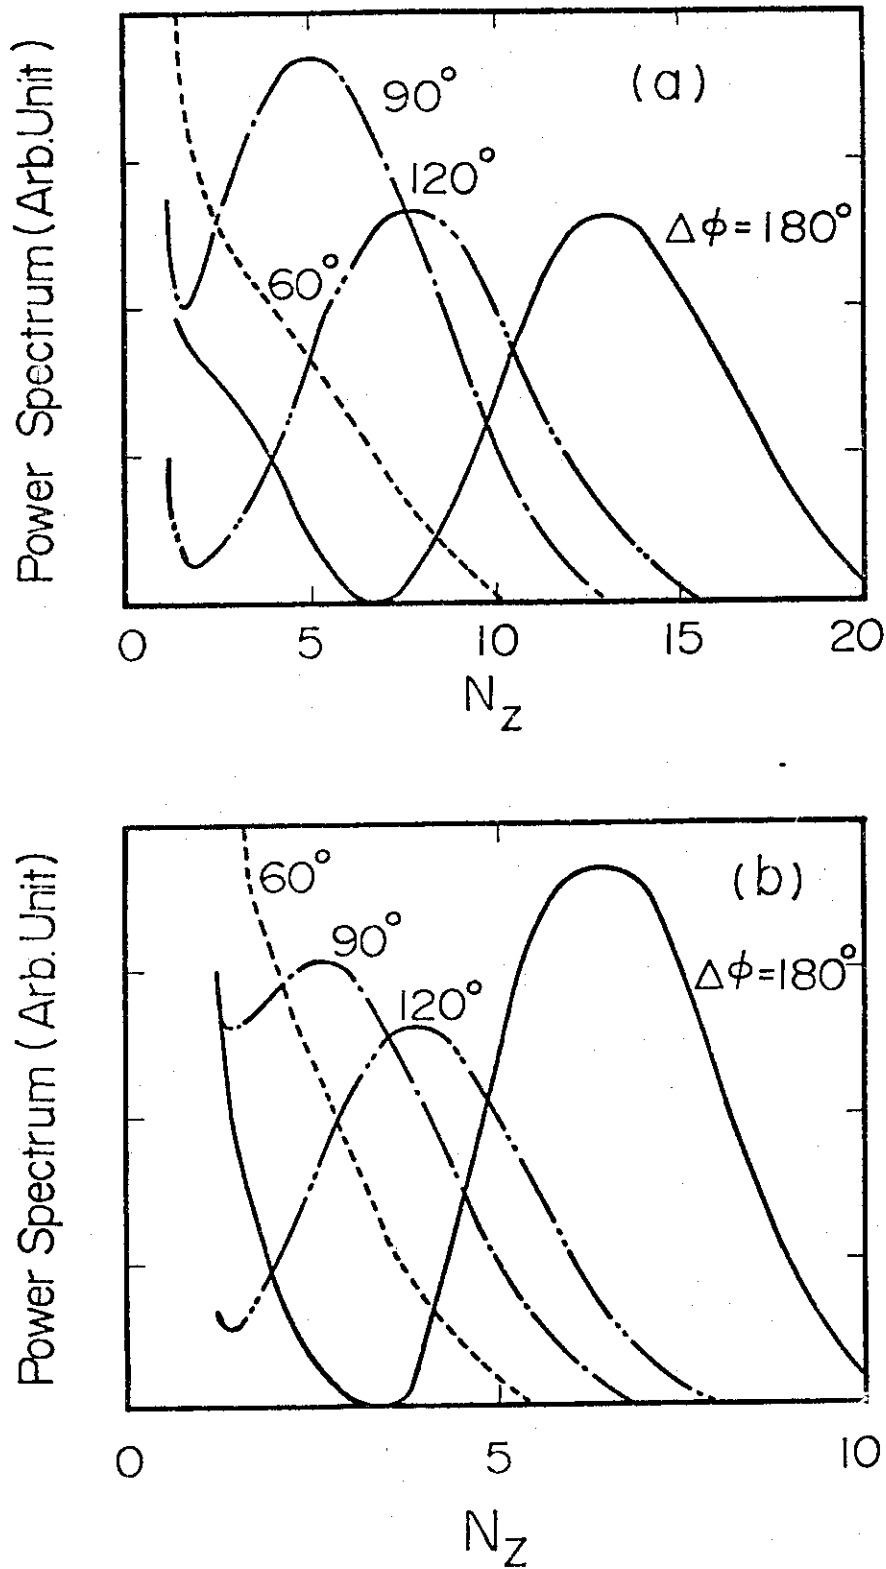 Power Spectrum (Arb. Unit)
(a)
90°
120°
60°
Δϕ=180°
0 5 10 15 20
N_z
Power Spectrum (Arb. Unit)
(b)
60°
90°
120°
Δϕ=180°
0 5 10
N_z